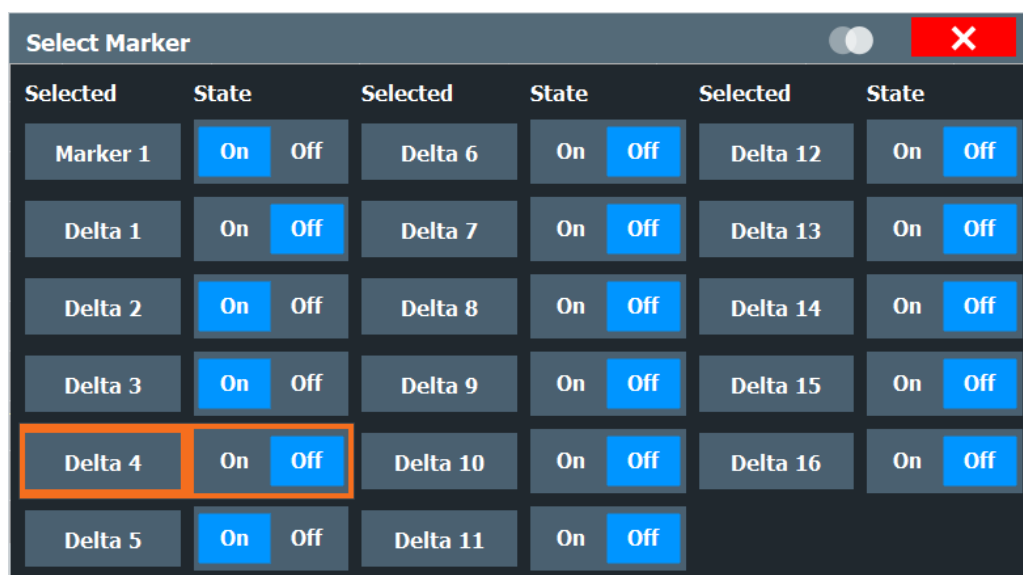 Select Marker
Selected State Selected State Selected State
Marker 1 On Off Delta 6 On Off Delta 12 On Off
Delta 1 On Off Delta 7 On Off Delta 13 On Off
Delta 2 On Off Delta 8 On Off Delta 14 On Off
Delta 3 On Off Delta 9 On Off Delta 15 On Off
Delta 4 On Off Delta 10 On Off Delta 16 On Off
Delta 5 On Off Delta 11 On Off